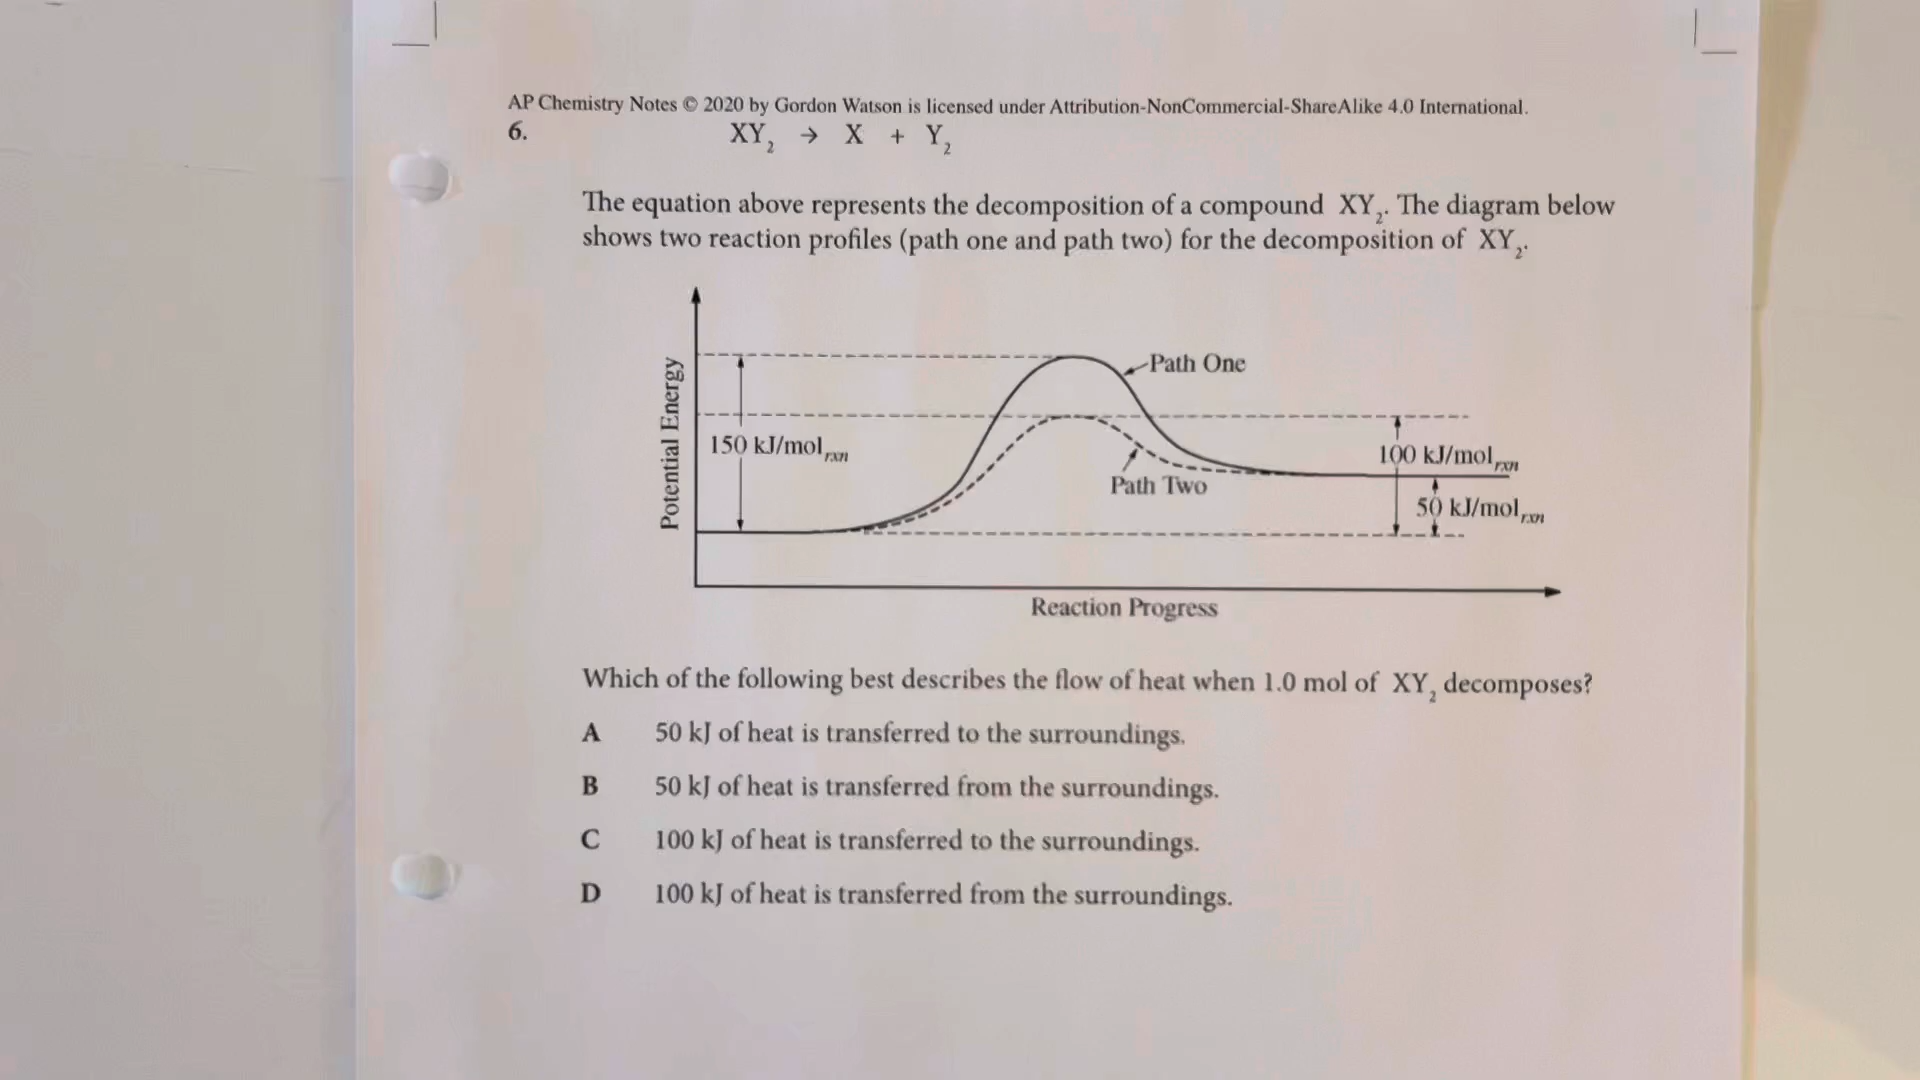 AP Chemistry Notes © 2020 by Gordon Watson is licensed under Attribution-NonCommercial-ShareAlike 4.0 International.
6. XY₂ → X + Y₂
The equation above represents the decomposition of a compound XY₂. The diagram below
shows two reaction profiles (path one and path two) for the decomposition of XY₂.
Potential Energy
Path One
150 kJ/molrxn
100 kJ/molrxn
Path Two
50 kJ/molrxn
Reaction Progress
Which of the following best describes the flow of heat when 1.0 mol of XY₂ decomposes?
A 50 kJ of heat is transferred to the surroundings.
B 50 kJ of heat is transferred from the surroundings.
C 100 kJ of heat is transferred to the surroundings.
D 100 kJ of heat is transferred from the surroundings.